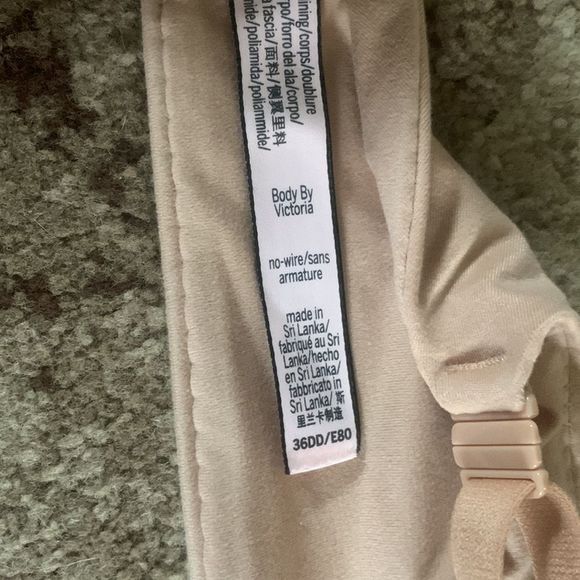 ining/corps/doublure
rpo/forro del ala/corpo/
a fascia/面料/侧翼里料
mide/poliamida/poliammide/
Body By
Victoria
no-wire/sans
armature
made in
Sri Lanka/
fabriqué au Sri
Lanka/hecho
en Sri Lanka/
fabbricato in
Sri Lanka/ 斯
里兰卡制造
36DD/E80